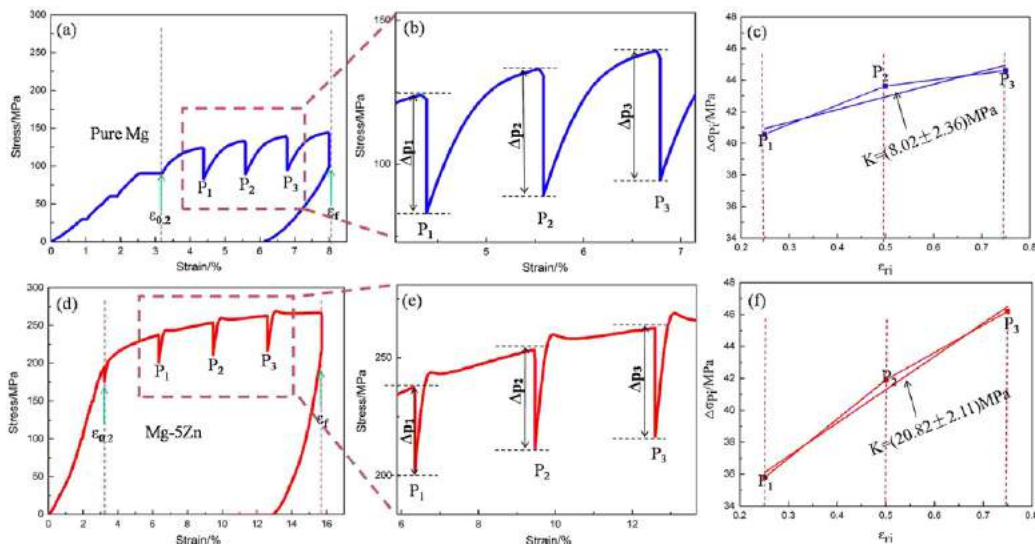 (a)
300
250
200
150
100
50
0
Stress/MPa
Pure Mg
P1
P2
P3
ε0.2
εf
0 1 2 3 4 5 6 7 8
Strain/%
(b)
150
100
Stress/MPa
Δp1
Δp2
Δp3
P1
P2
P3
5 6 7
Strain/%
(c)
46
44
42
40
38
36
34
ΔσPi/MPa
P1
P2
P3
K=(8.02±2.36)MPa
0.2 0.3 0.4 0.5 0.6 0.7 0.8
εri
(d)
300
250
200
150
100
50
0
Stress/MPa
P1
P2
P3
ε0.2
Mg-5Zn
εf
0 2 4 6 8 10 12 14 16
Strain/%
(e)
250
200
Stress/MPa
Δp1
Δp2
Δp3
P1
P2
P3
6 8 10 12
Strain/%
(f)
48
46
44
42
40
38
36
34
ΔσPi/MPa
P1
P2
P3
K=(20.82±2.11)MPa
0.2 0.3 0.4 0.5 0.6 0.7 0.8
εri